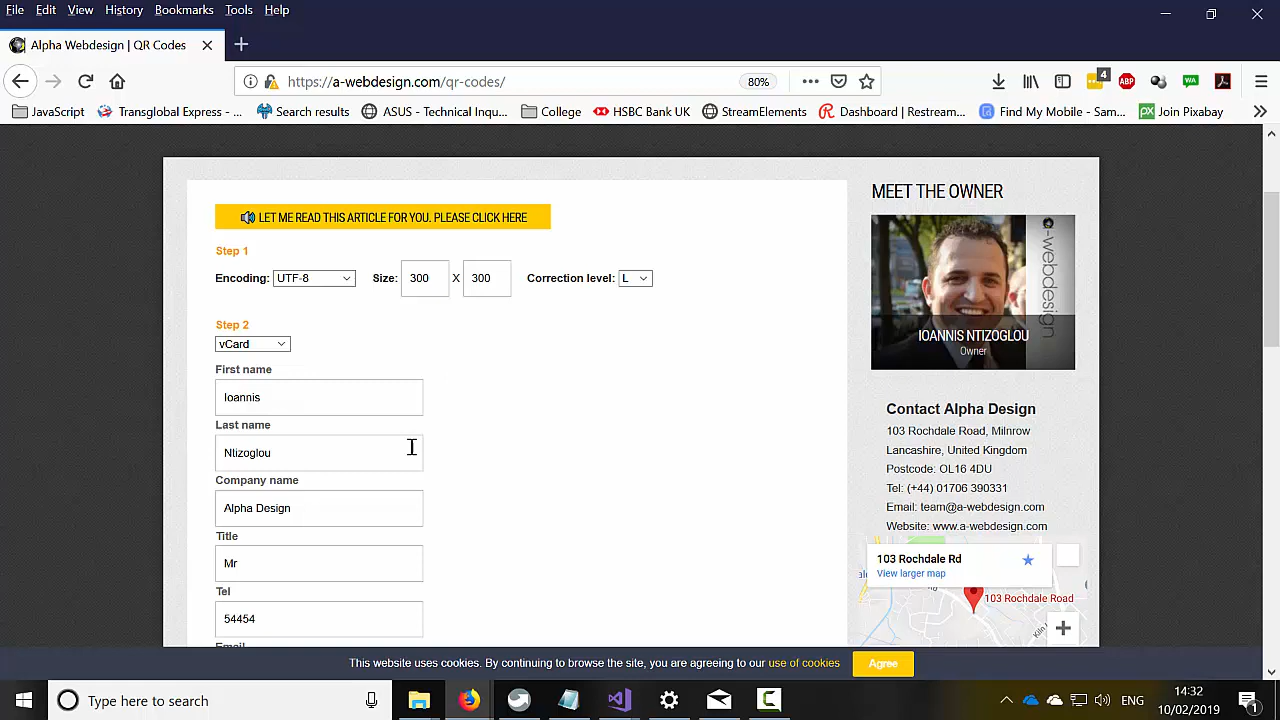 File Edit View History Bookmarks Tools Help
Alpha Webdesign | QR Codes
https://a-webdesign.com/qr-codes/ 80% 4 ABP WA
JavaScript Transglobal Express - ... Search results ASUS - Technical Inqu... College HSBC Bank UK StreamElements Dashboard | Restream... Find My Mobile - Sam... px Join Pixabay
LET ME READ THIS ARTICLE FOR YOU. PLEASE CLICK HERE
Step 1
Encoding: UTF-8 Size: 300 X 300 Correction level: L
Step 2
vCard
First name
Ioannis
Last name
Ntizoglou
Company name
Alpha Design
Title
Mr
Tel
54454
Email
MEET THE OWNER
a-webdesign
IOANNIS NTIZOGLOU
Owner
Contact Alpha Design
103 Rochdale Road, Milnrow
Lancashire, United Kingdom
Postcode: OL16 4DU
Tel: (+44) 01706 390331
Email: team@a-webdesign.com
Website: www.a-webdesign.com
103 Rochdale Rd
View larger map
103 Rochdale Road
This website uses cookies. By continuing to browse the site, you are agreeing to our use of cookies Agree
Type here to search
ENG
14:32
10/02/2019
1